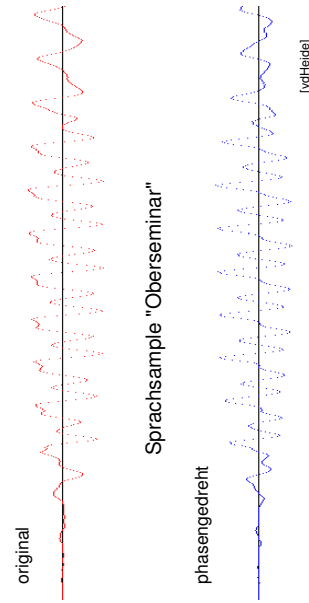 original
Sprachsample "Oberseminar"
phasengedreht
[vdHeide]